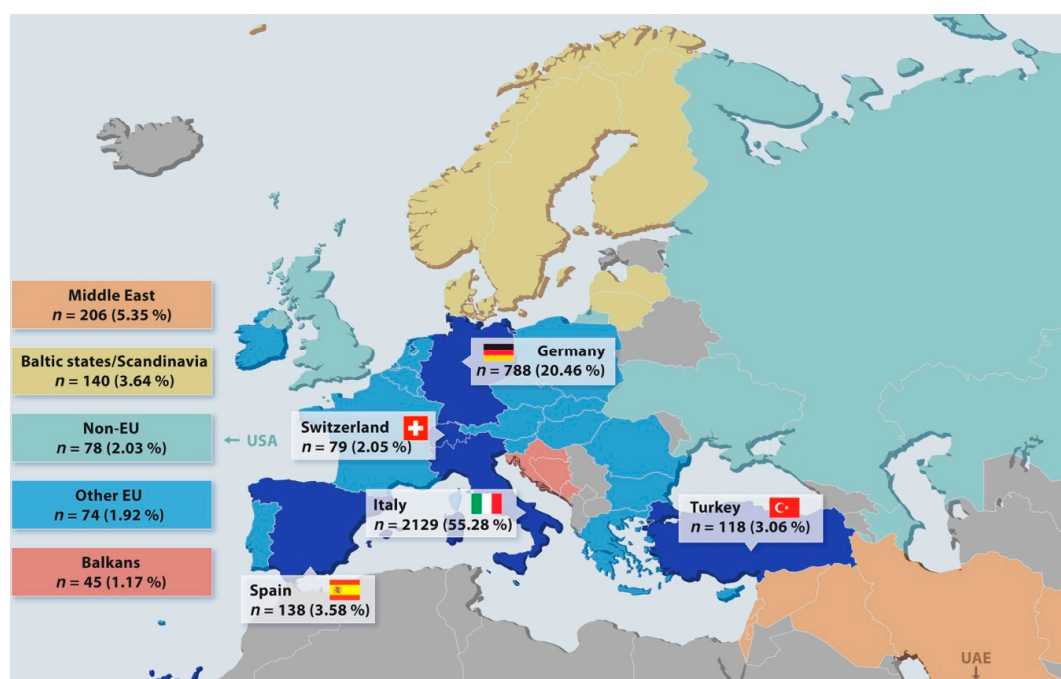 Middle East
n = 206 (5.35 %)
Baltic states/Scandinavia
n = 140 (3.64 %)
Non-EU
n = 78 (2.03 %)
← USA
Other EU
n = 74 (1.92 %)
Balkans
n = 45 (1.17 %)
Germany
n = 788 (20.46 %)
Switzerland
n = 79 (2.05 %)
Italy
n = 2129 (55.28 %)
Turkey
n = 118 (3.06 %)
Spain
n = 138 (3.58 %)
UAE